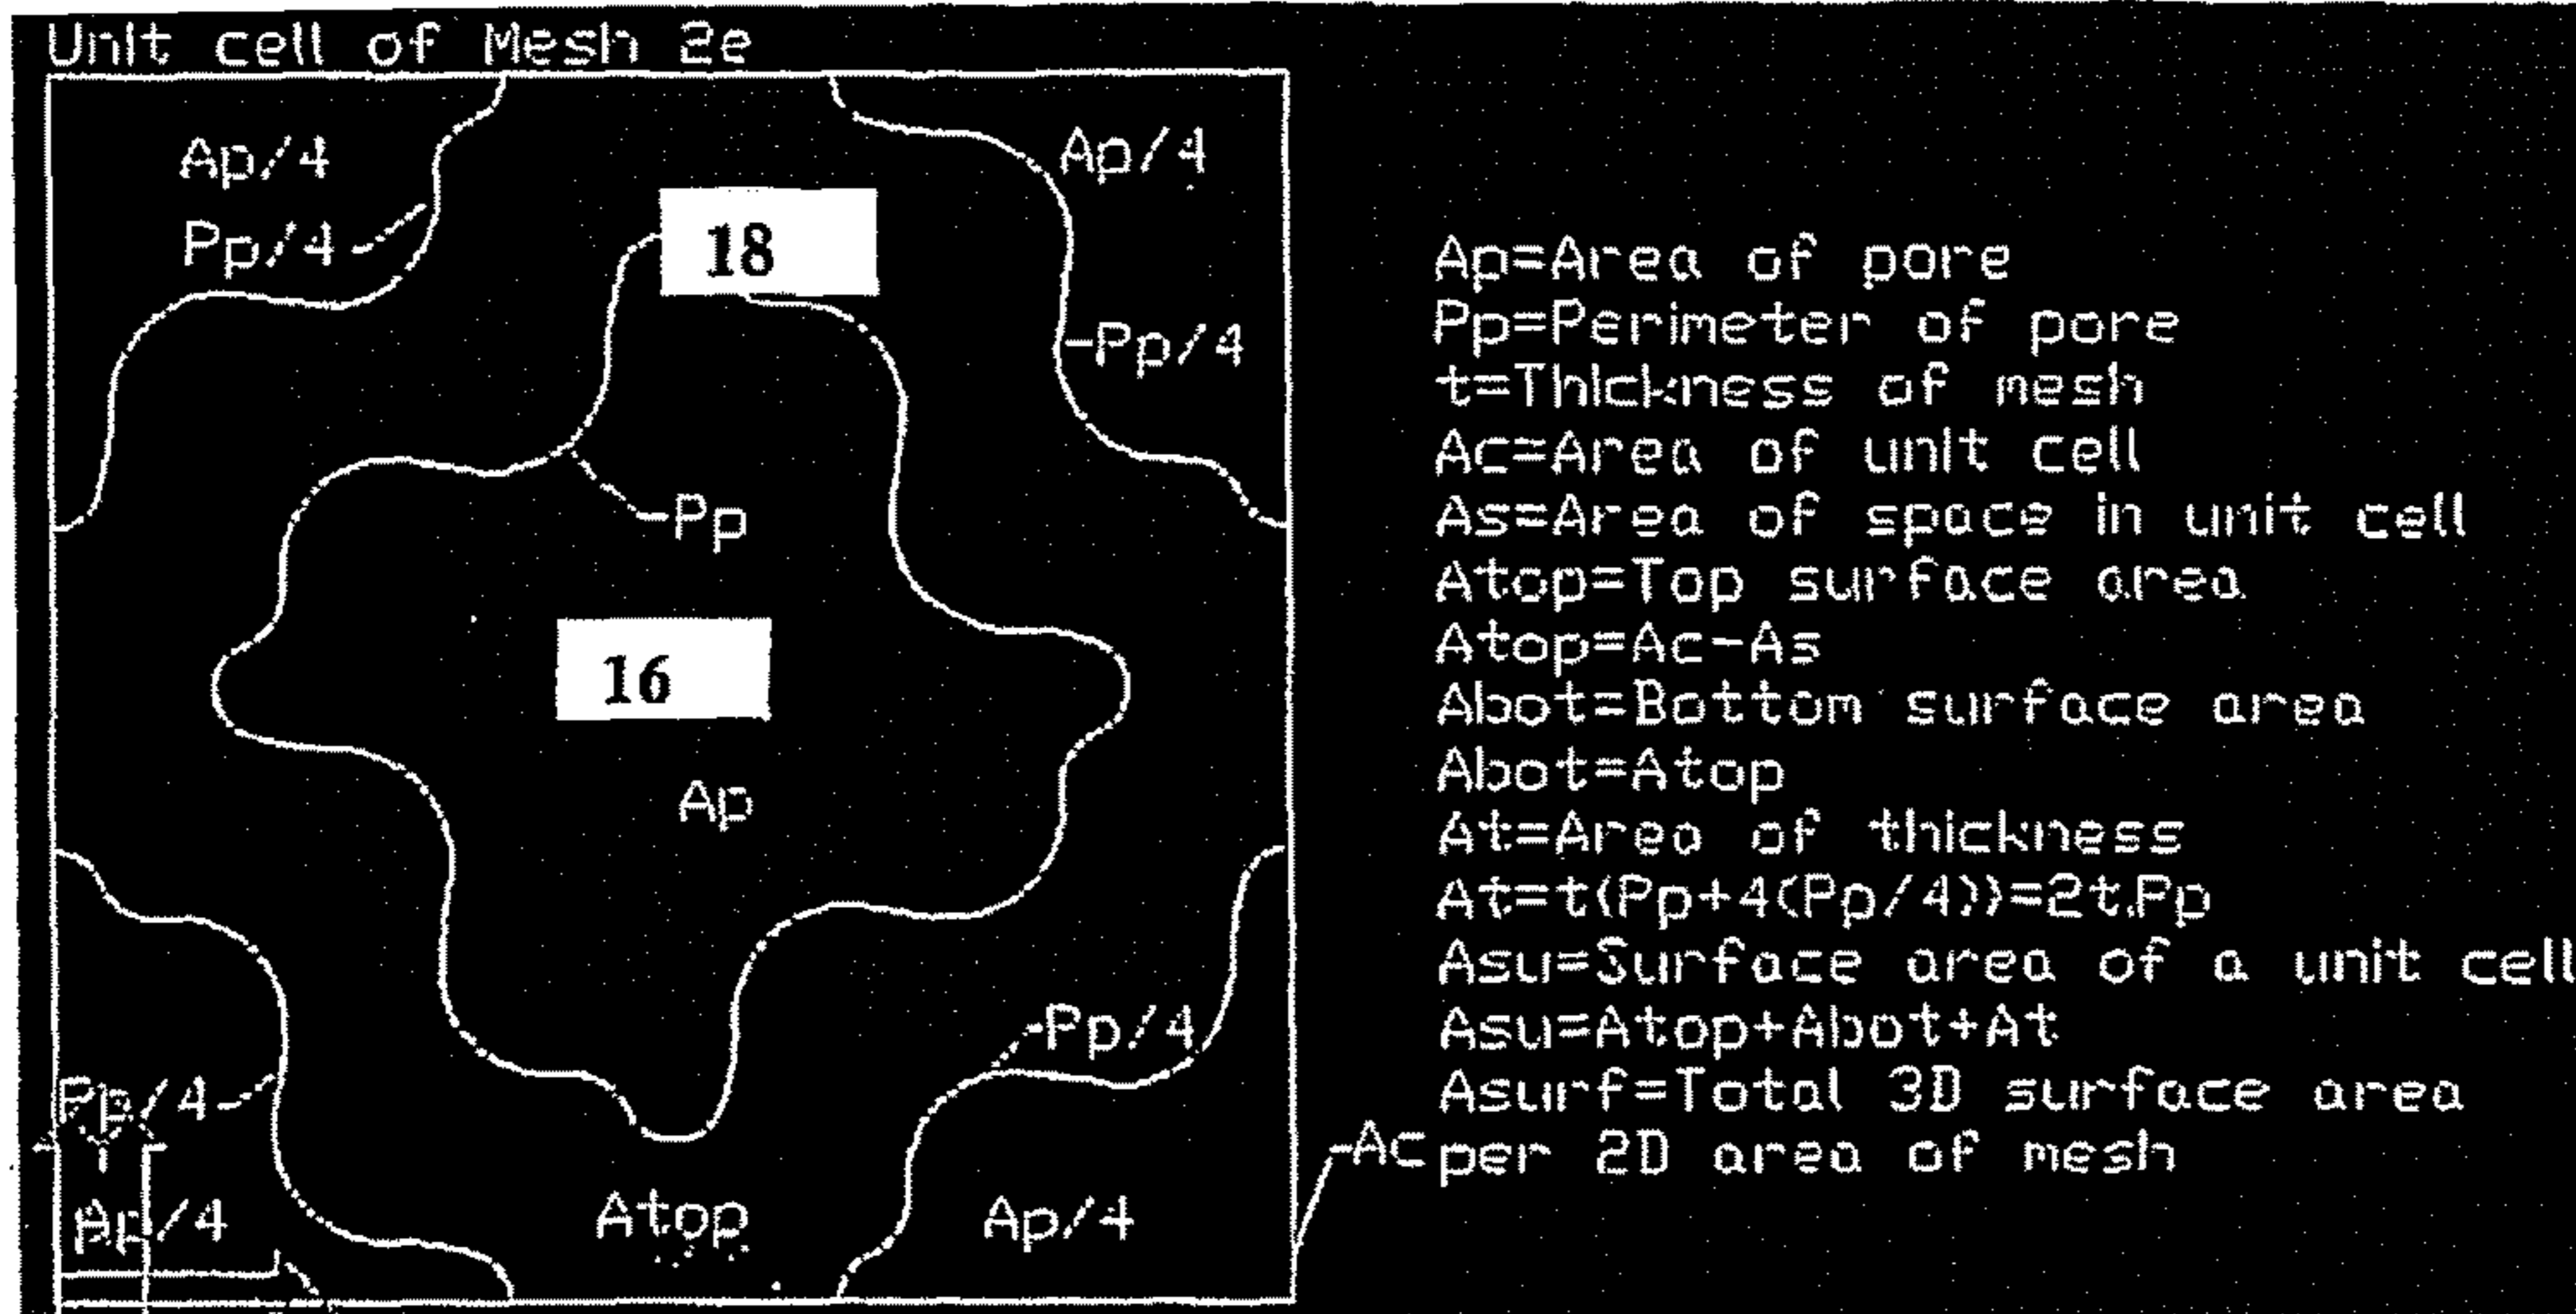 Unit cell of Mesh 2e
Ap/4
Ap/4
Pp/4
18
-Pp/4
Pp
16
Ap
-Pp/4
Pp/4
Ap/4
Atop
Ap/4
Ac
Ap=Area of pore
Pp=Perimeter of pore
t=Thickness of mesh
Ac=Area of unit cell
As=Area of space in unit cell
Atop=Top surface area
Atop=Ac-As
Abot=Bottom surface area
Abot=Atop
At=Area of thickness
At=t(Pp+4(Pp/4))=2t.Pp
Asu=Surface area of a unit cell
Asu=Atop+Abot+At
Asurf=Total 3D surface area
per 2D area of mesh